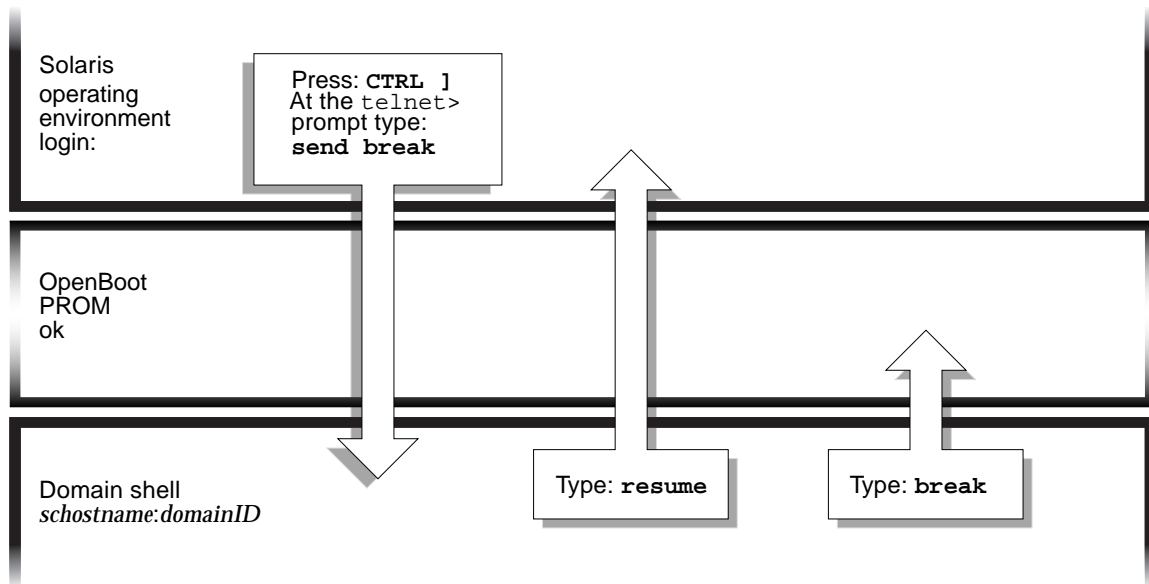 Solaris
operating
environment
login:
Press: CTRL ]
At the telnet>
prompt type:
send break
OpenBoot
PROM
ok
Domain shell
schostname:domainID
Type: resume
Type: break